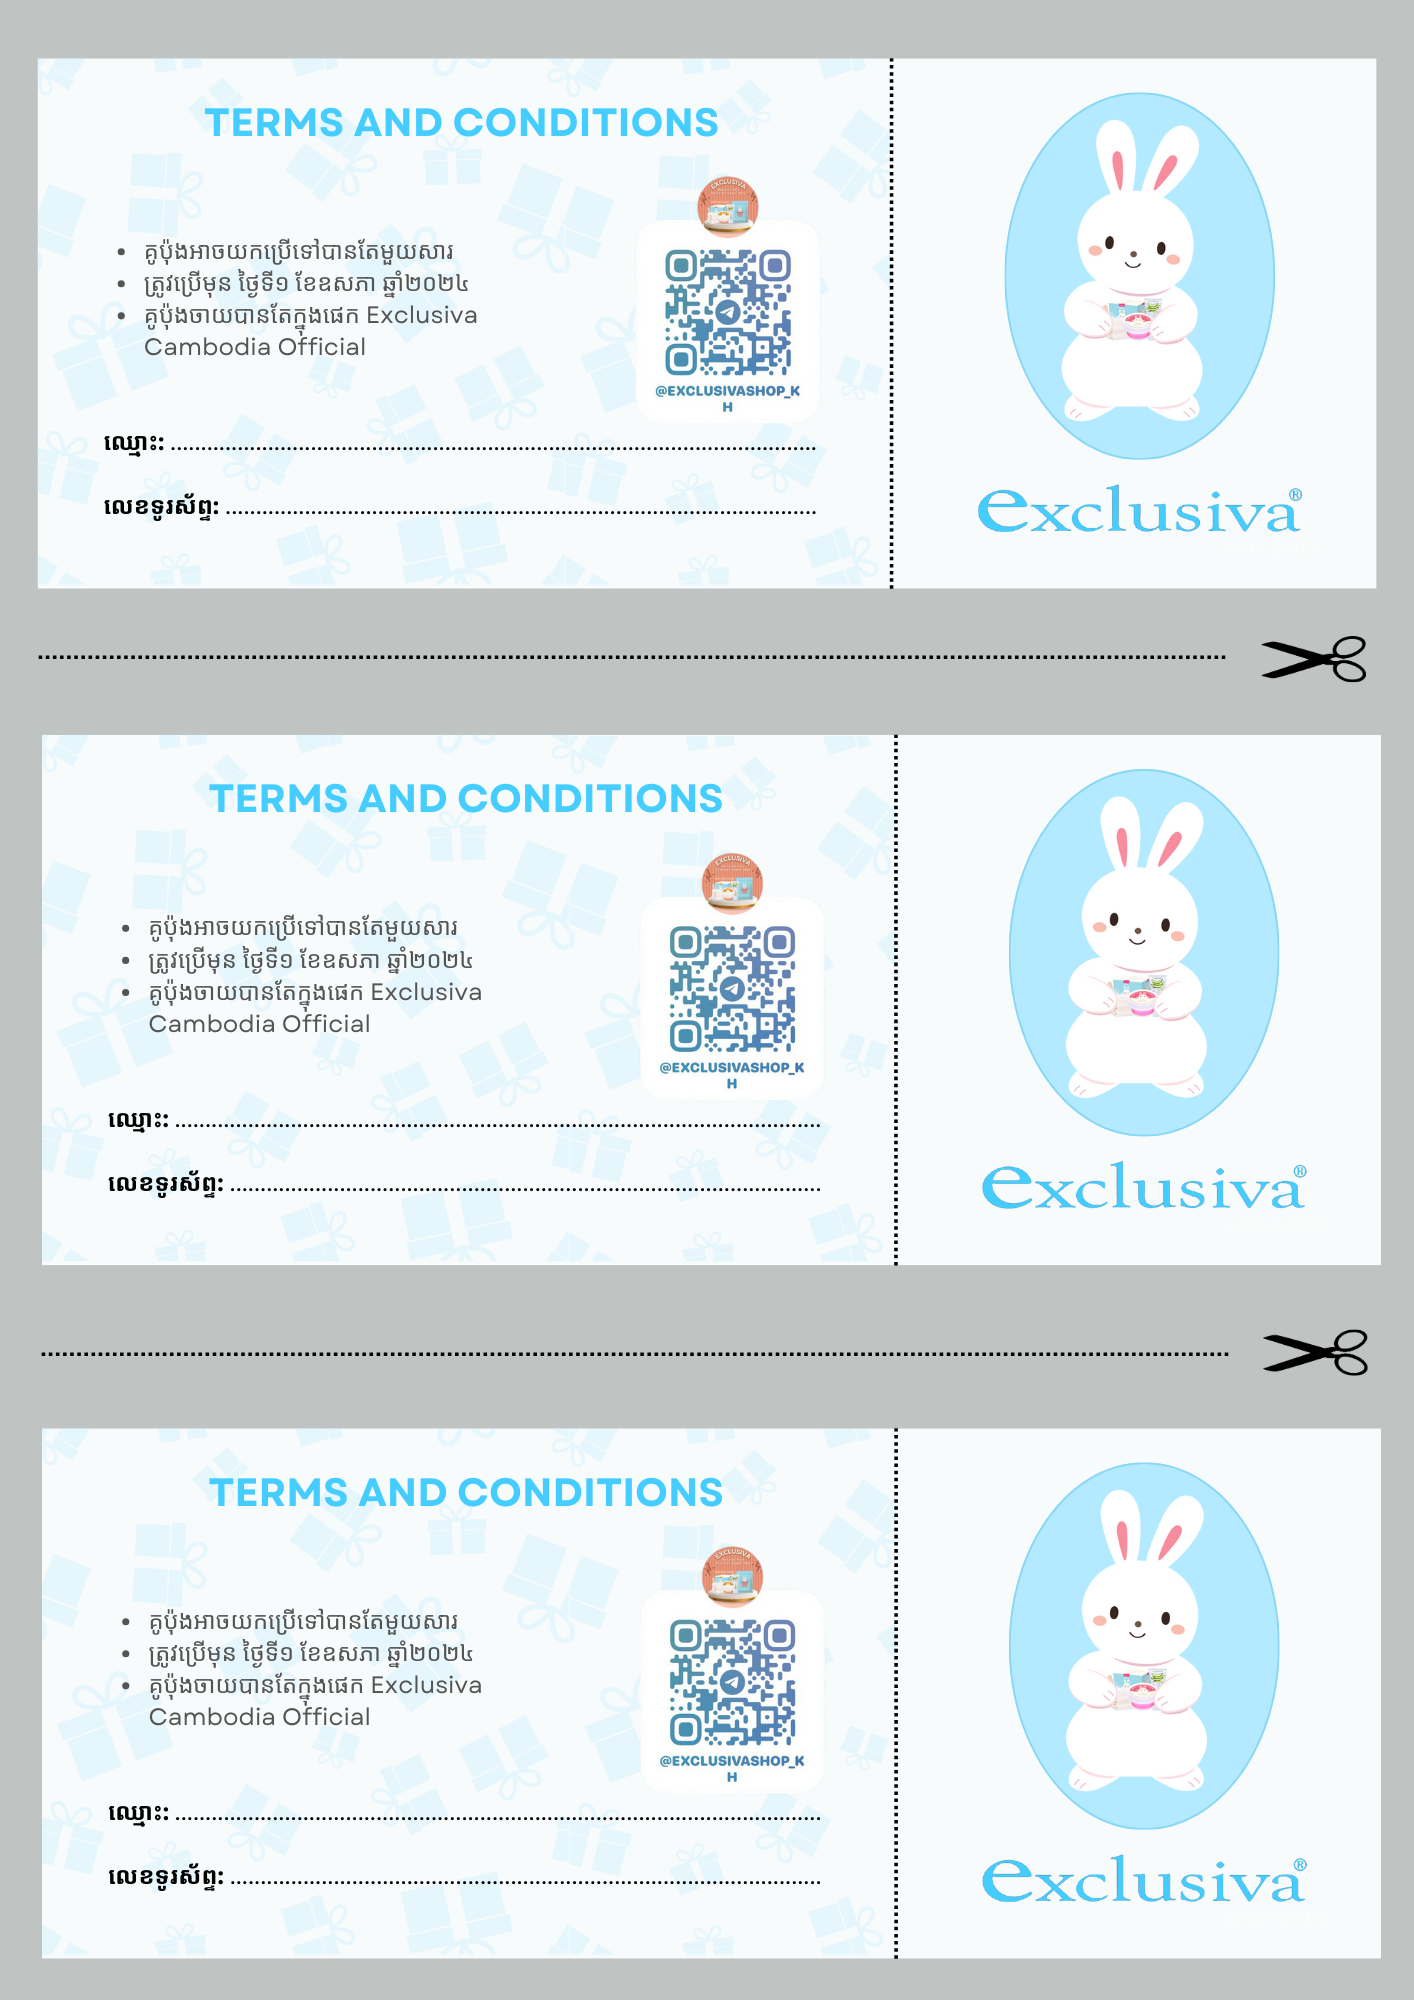 TERMS AND CONDITIONS
EXCLUSIVA
• គូប៉ុងអាចយកប្រើទៅបានតែមួយសារ
• ត្រូវប្រើមុន ថ្ងៃទី១ ខែឧសភា ឆ្នាំ២០២៤
• គូប៉ុងចាយបានតែក្នុងផេក Exclusiva
Cambodia Official
@EXCLUSIVASHOP_K
H
ឈ្មោះ: ................................................................................................
លេខទូរស័ព្ទ: ................................................................................................
exclusiva®
TERMS AND CONDITIONS
EXCLUSIVA
• គូប៉ុងអាចយកប្រើទៅបានតែមួយសារ
• ត្រូវប្រើមុន ថ្ងៃទី១ ខែឧសភា ឆ្នាំ២០២៤
• គូប៉ុងចាយបានតែក្នុងផេក Exclusiva
Cambodia Official
@EXCLUSIVASHOP_K
H
ឈ្មោះ: ................................................................................................
លេខទូរស័ព្ទ: ................................................................................................
exclusiva®
TERMS AND CONDITIONS
EXCLUSIVA
• គូប៉ុងអាចយកប្រើទៅបានតែមួយសារ
• ត្រូវប្រើមុន ថ្ងៃទី១ ខែឧសភា ឆ្នាំ២០២៤
• គូប៉ុងចាយបានតែក្នុងផេក Exclusiva
Cambodia Official
@EXCLUSIVASHOP_K
H
ឈ្មោះ: ................................................................................................
លេខទូរស័ព្ទ: ................................................................................................
exclusiva®